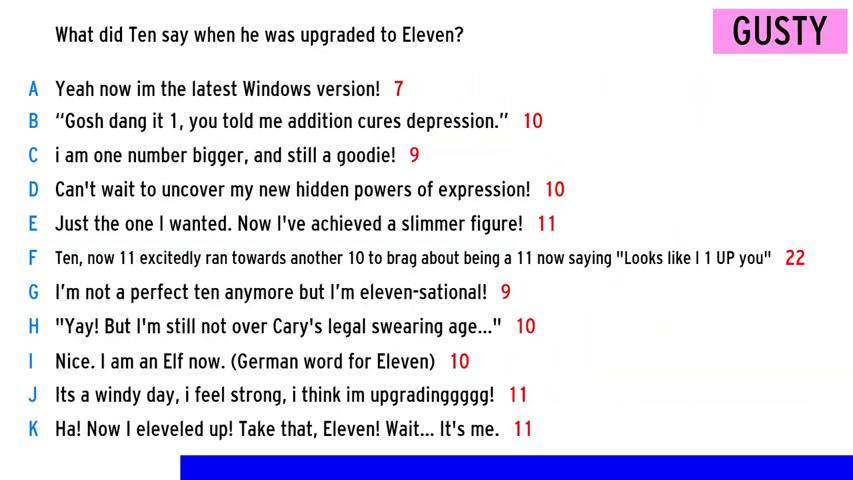 What did Ten say when he was upgraded to Eleven?
GUSTY
A Yeah now im the latest Windows version! 7
B “Gosh dang it 1, you told me addition cures depression.” 10
C i am one number bigger, and still a goodie! 9
D Can't wait to uncover my new hidden powers of expression! 10
E Just the one I wanted. Now I've achieved a slimmer figure! 11
F Ten, now 11 excitedly ran towards another 10 to brag about being a 11 now saying "Looks like I 1 UP you" 22
G I’m not a perfect ten anymore but I’m eleven-sational! 9
H "Yay! But I'm still not over Cary's legal swearing age..." 10
I Nice. I am an Elf now. (German word for Eleven) 10
J Its a windy day, i feel strong, i think im upgradinggggg! 11
K Ha! Now I eleveled up! Take that, Eleven! Wait... It's me. 11